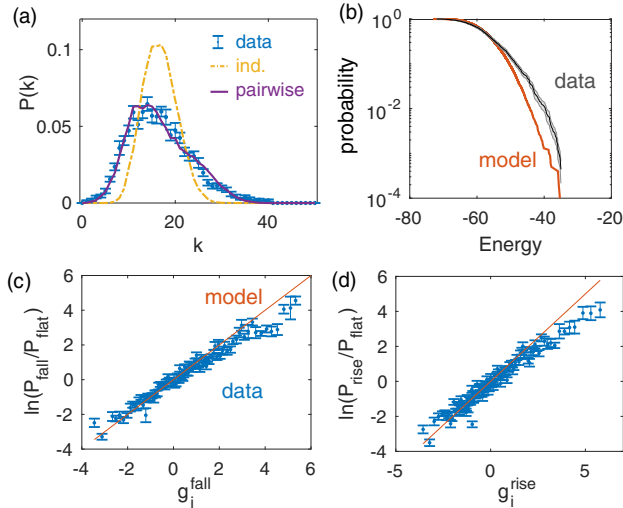 (a)
P(k)
0.1
0.05
0
data
ind.
pairwise
0 20 40
k
(b)
probability
10^0
10^-2
10^-4
data
model
-80 -60 -40 -20
Energy
(c)
ln(P_fall/P_flat)
6
4
2
0
-2
-4
model
data
-4 -2 0 2 4 6
g_i^fall
(d)
ln(P_rise/P_flat)
6
4
2
0
-2
-4
-5 0 5
g_i^rise